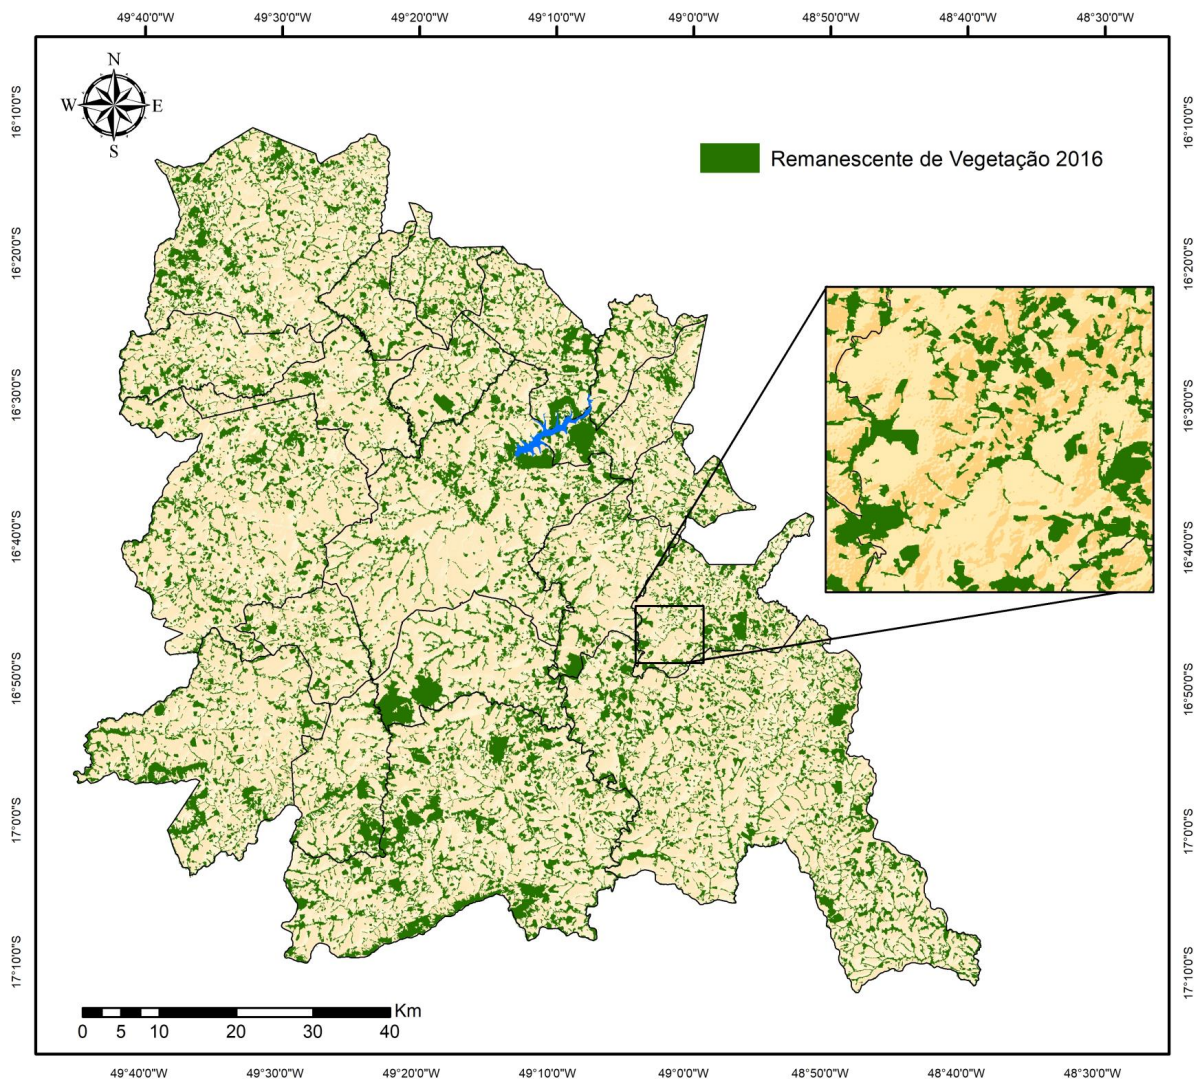 49°40'0"W 49°30'0"W 49°20'0"W 49°10'0"W 49°0'0"W 48°50'0"W 48°40'0"W 48°30'0"W
N
W E
S
16°10'0"S 16°10'0"S
Remanescente de Vegetação 2016
16°20'0"S 16°20'0"S
16°30'0"S 16°30'0"S
16°40'0"S 16°40'0"S
16°50'0"S 16°50'0"S
17°0'0"S 17°0'0"S
17°10'0"S 17°10'0"S
Km
0 5 10 20 30 40
49°40'0"W 49°30'0"W 49°20'0"W 49°10'0"W 49°0'0"W 48°50'0"W 48°40'0"W 48°30'0"W